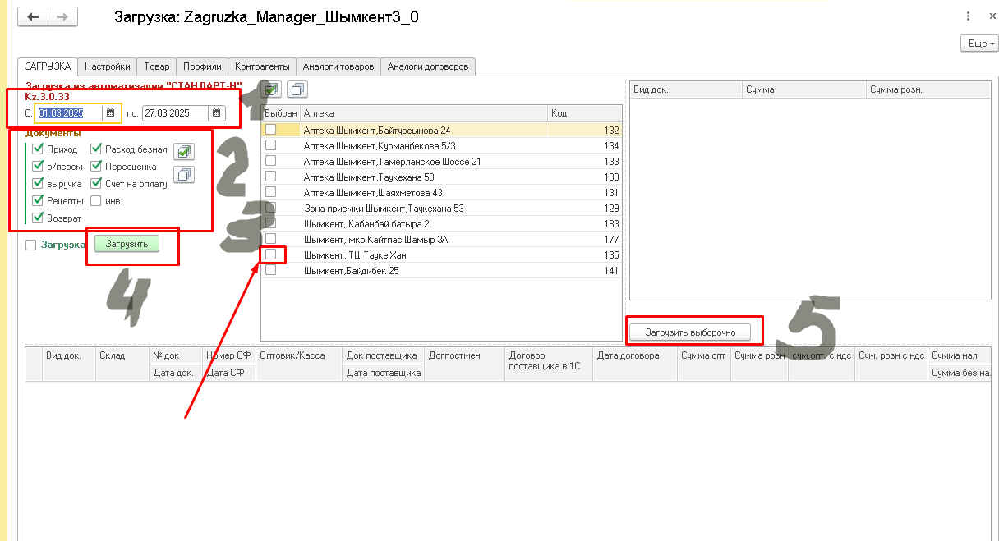 Загрузка: Zagruzka_Manager_Шымкент3_0
Еще
ЗАГРУЗКА
Настройки
Товар
Профили
Контрагенты
Аналоги товаров
Аналоги договоров
Загрузка из автоматизации "СТАНДАРТ-Н"
Kz.3.0.33
С: 01.03.2025 по: 27.03.2025
1
Документы
Приход Расход безнал
р/перем Переоценка
выручка Счет на оплату
Рецепты инв.
Возврат
2
3
Загрузка Загрузить
4
Выбран Аптека Код
Аптека Шымкент,Байтурсынова 24 132
Аптека Шымкент,Курманбекова 5/3 134
Аптека Шымкент,Тамерланское Шоссе 21 133
Аптека Шымкент,Таукехана 53 130
Аптека Шымкент,Шаяхметова 43 131
Зона приемки Шымкент,Таукехана 53 129
Шымкент, Кабанбай батыра 2 183
Шымкент, мкр.Кайтпас Шамыр 3А 177
Шымкент, ТЦ Тауке Хан 135
Шымкент,Байдибек 25 141
Вид док. Сумма Сумма розн.
Загрузить выборочно
5
Вид док. Склад № док Номер СФ Оптовик/Касса Док поставщика Догпостмен Договор Дата договора Сумма опт Сумма розн сум.опт. с ндс Сум. розн с ндс Сумма нал
поставщика в 1С
Дата док. Дата СФ Дата поставщика Сумма без на.